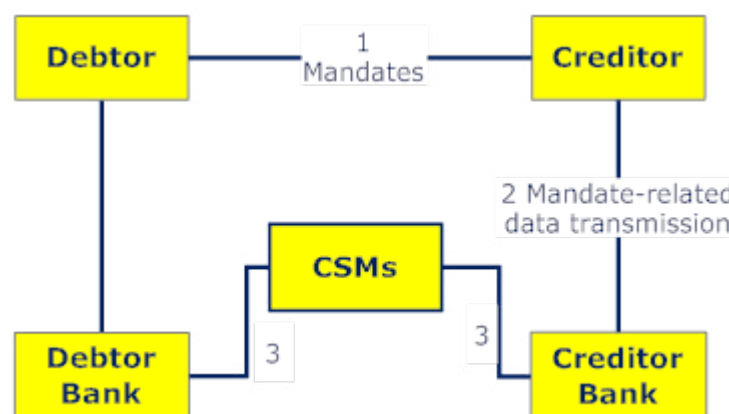 Debtor
1
Mandates
Creditor
2 Mandate-related
data transmission
CSMs
3
3
Debtor
Bank
Creditor
Bank